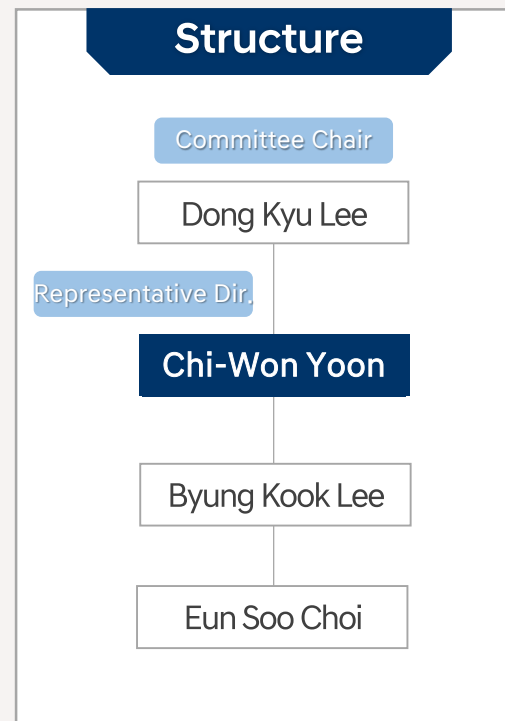 Structure
Committee Chair
Dong Kyu Lee
Representative Dir.
Chi-Won Yoon
Byung Kook Lee
Eun Soo Choi